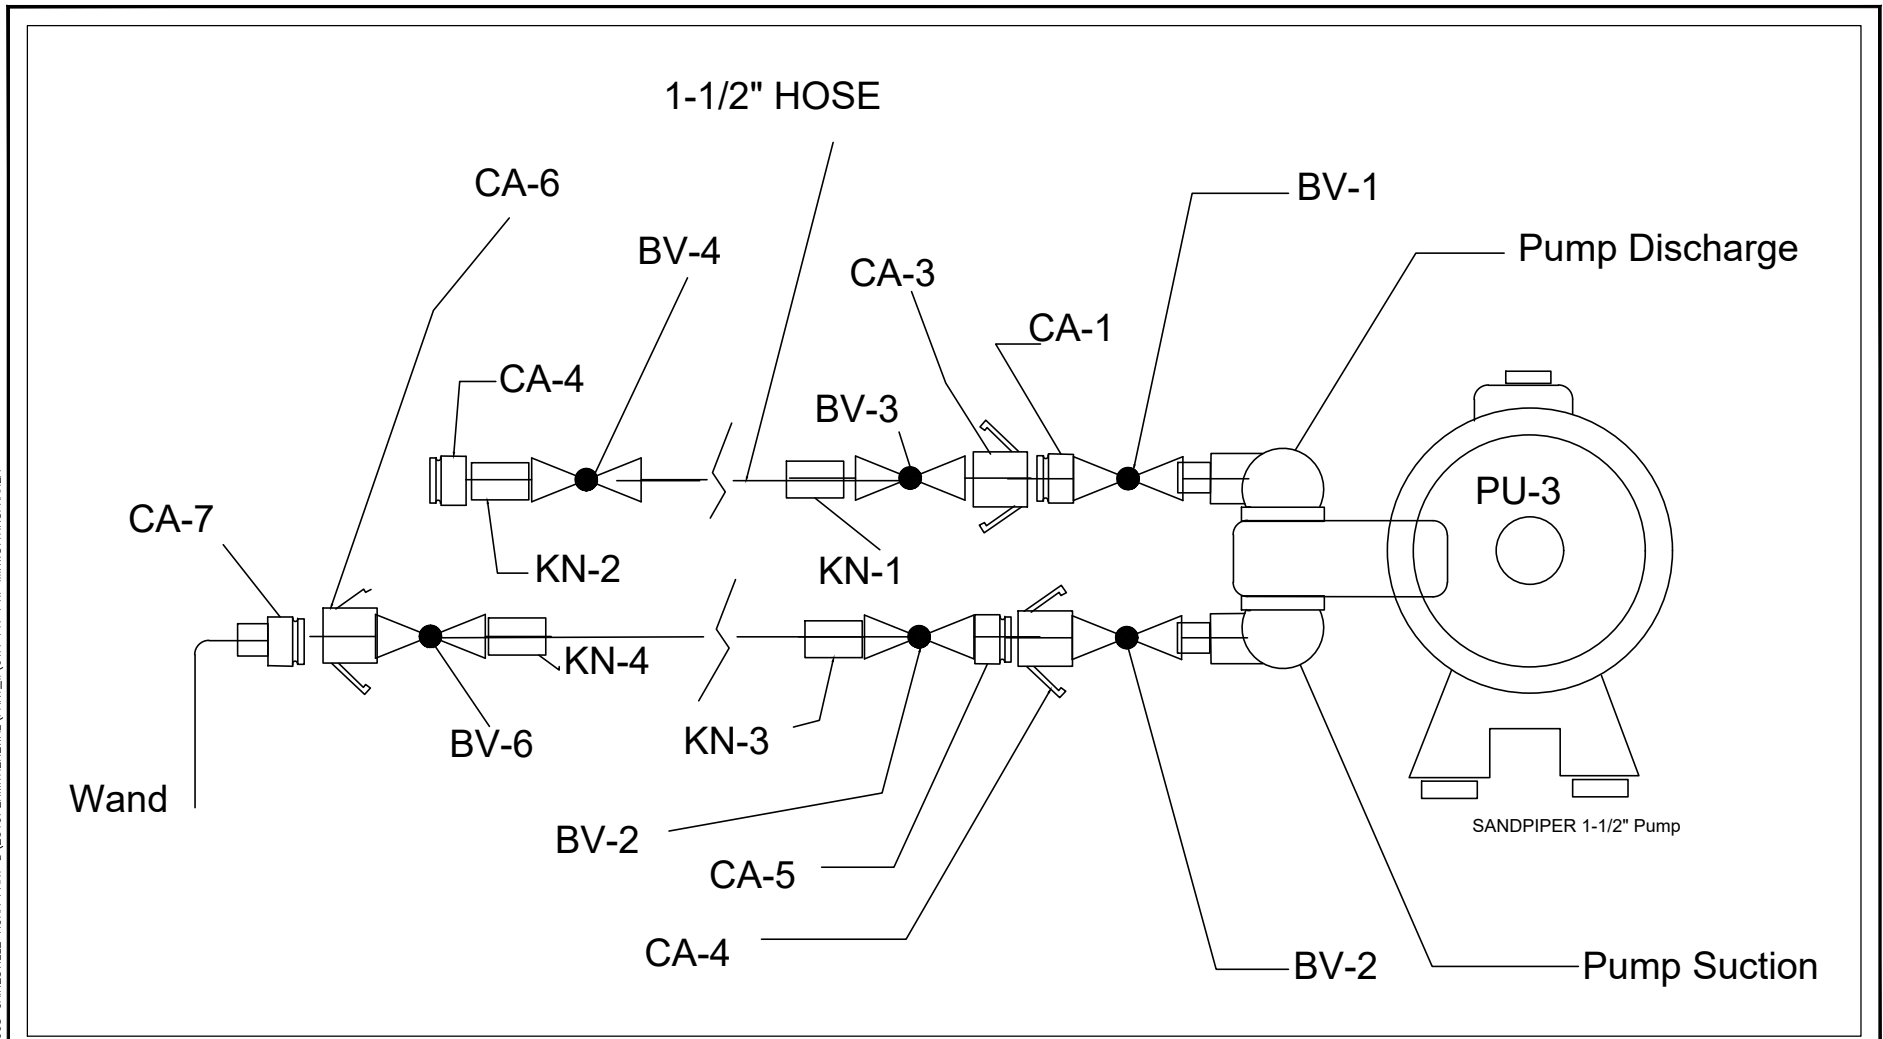 1-1/2" HOSE
CA-6
BV-1
BV-4
Pump Discharge
CA-3
CA-1
CA-4
BV-3
PU-3
CA-7
KN-2
KN-1
KN-4
BV-6
KN-3
Wand
SANDPIPER 1-1/2" Pump
BV-2
CA-5
CA-4
BV-2
Pump Suction